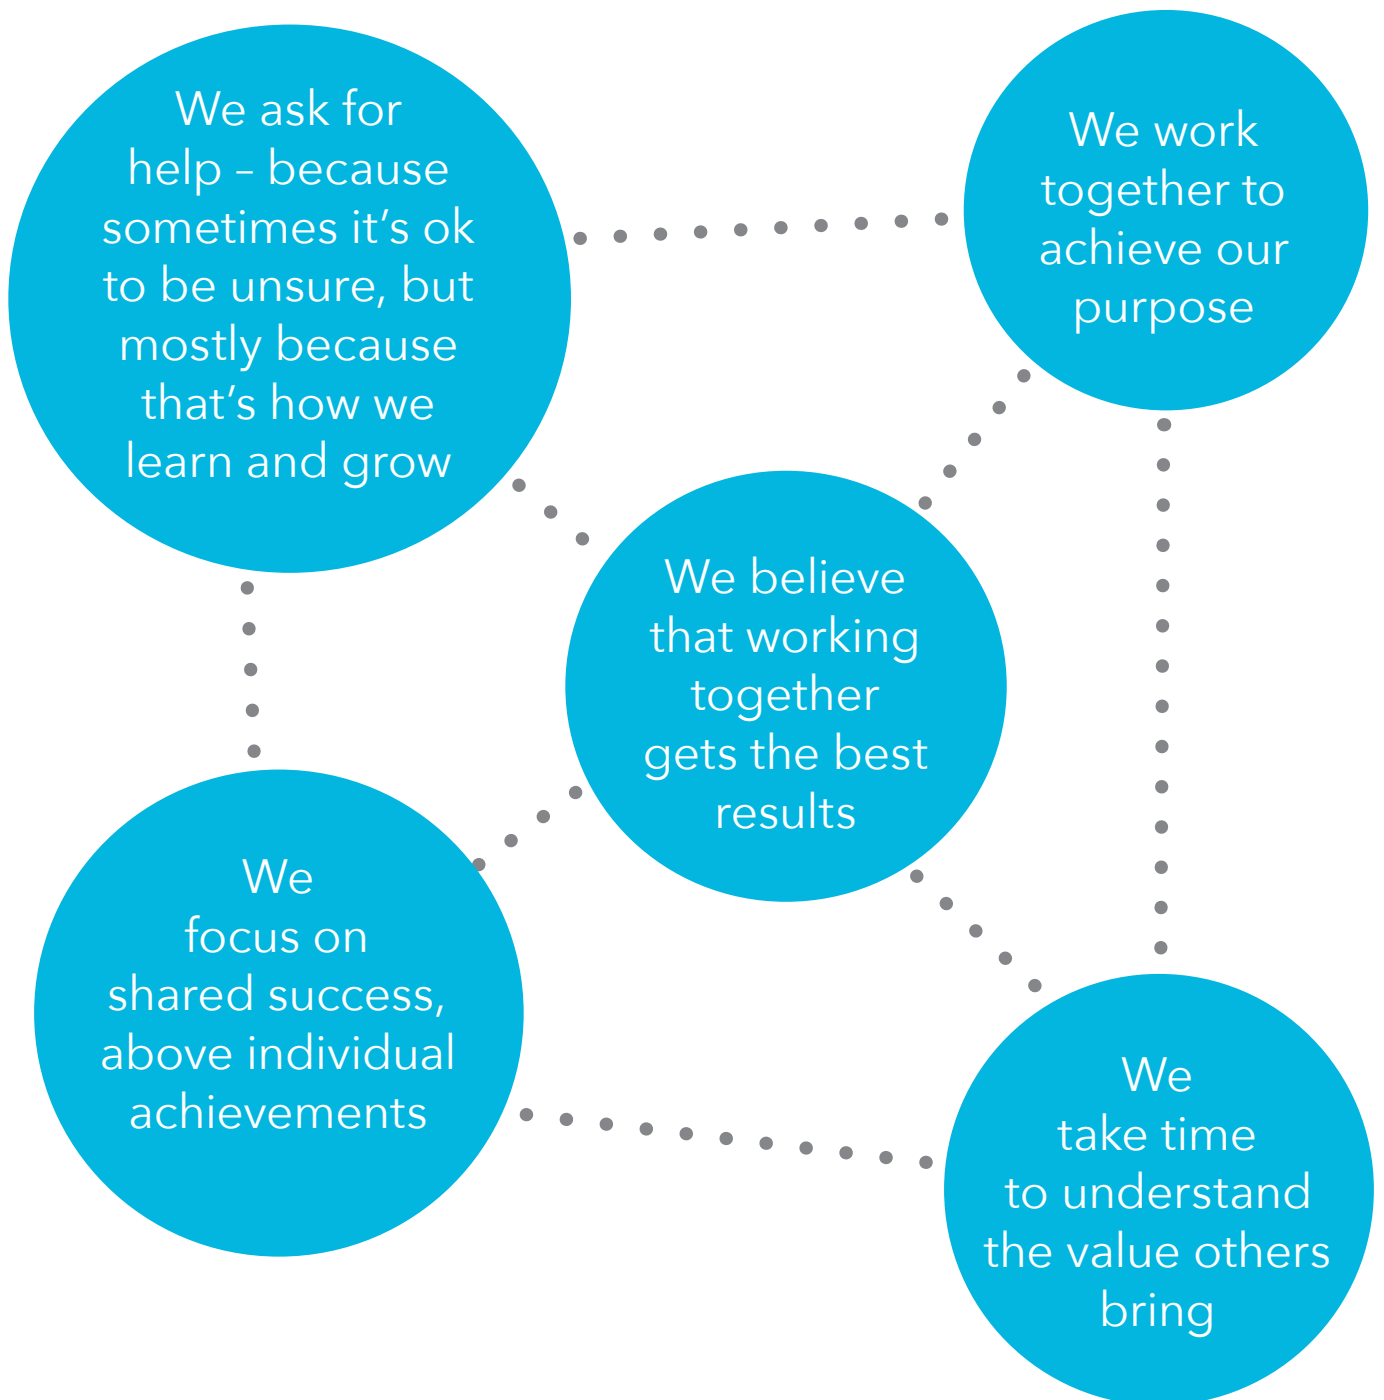 We ask for
help – because
sometimes it’s ok
to be unsure, but
mostly because
that’s how we
learn and grow
We work
together to
achieve our
purpose
We believe
that working
together
gets the best
results
We
focus on
shared success,
above individual
achievements
We
take time
to understand
the value others
bring